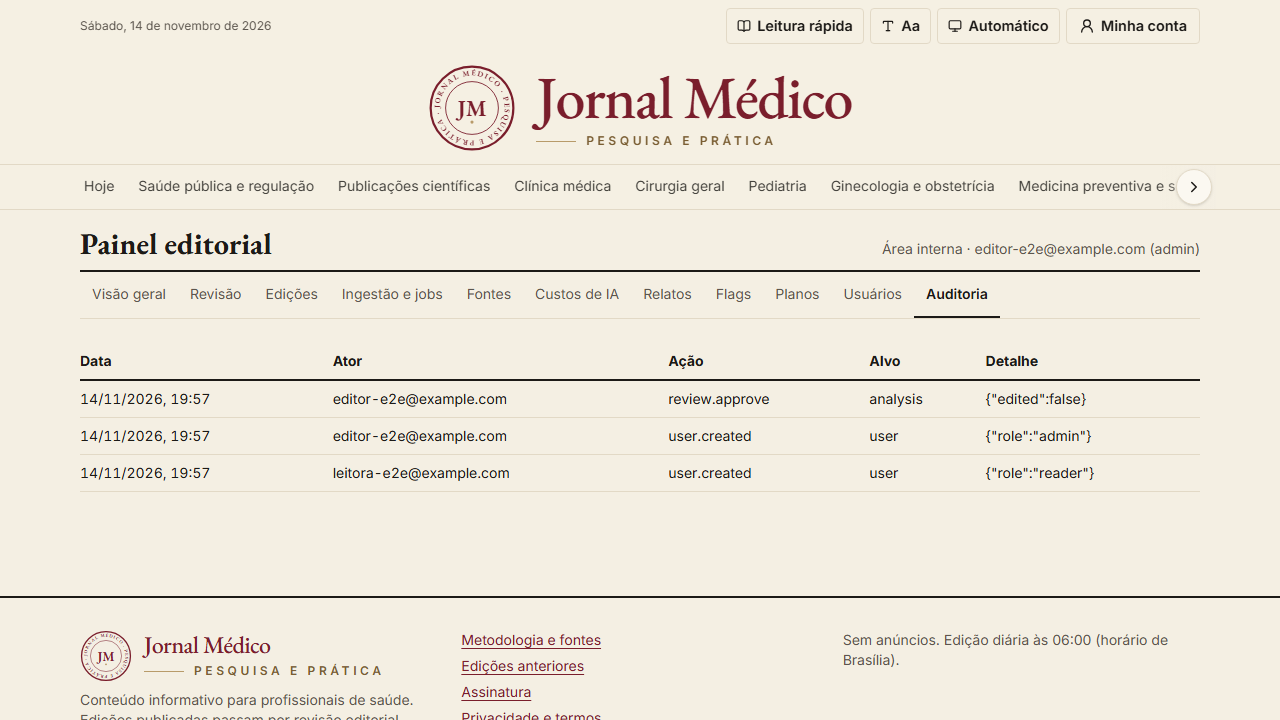 Sábado, 14 de novembro de 2026
Leitura rápida
Aa
Automático
Minha conta
JORNAL MÉDICO · PESQUISA E PRÁTICA ·
JM
Jornal Médico
PESQUISA E PRÁTICA
Hoje
Saúde pública e regulação
Publicações científicas
Clínica médica
Cirurgia geral
Pediatria
Ginecologia e obstetrícia
Medicina preventiva e s
Painel editorial
Área interna · editor-e2e@example.com (admin)
Visão geral
Revisão
Edições
Ingestão e jobs
Fontes
Custos de IA
Relatos
Flags
Planos
Usuários
Auditoria
Data Ator Ação Alvo Detalhe
14/11/2026, 19:57 editor-e2e@example.com review.approve analysis {"edited":false}
14/11/2026, 19:57 editor-e2e@example.com user.created user {"role":"admin"}
14/11/2026, 19:57 leitora-e2e@example.com user.created user {"role":"reader"}
JORNAL MÉDICO · PESQUISA E PRÁTICA ·
JM
Jornal Médico
PESQUISA E PRÁTICA
Conteúdo informativo para profissionais de saúde.
Edições publicadas passam por revisão editorial
Metodologia e fontes
Edições anteriores
Assinatura
Privacidade e termos
Sem anúncios. Edição diária às 06:00 (horário de
Brasília).